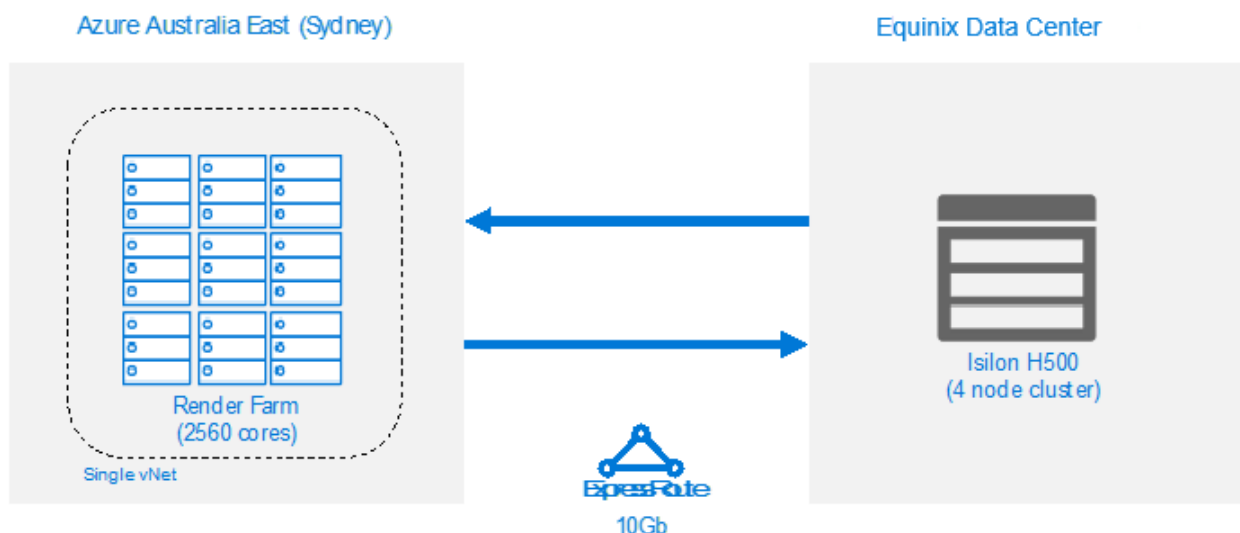 Azure Australia East (Sydney)
Equinix Data Center
Render Farm
(2560 cores)
Single vNet
Isilon H500
(4 node cluster)
ExpressRoute
10Gb